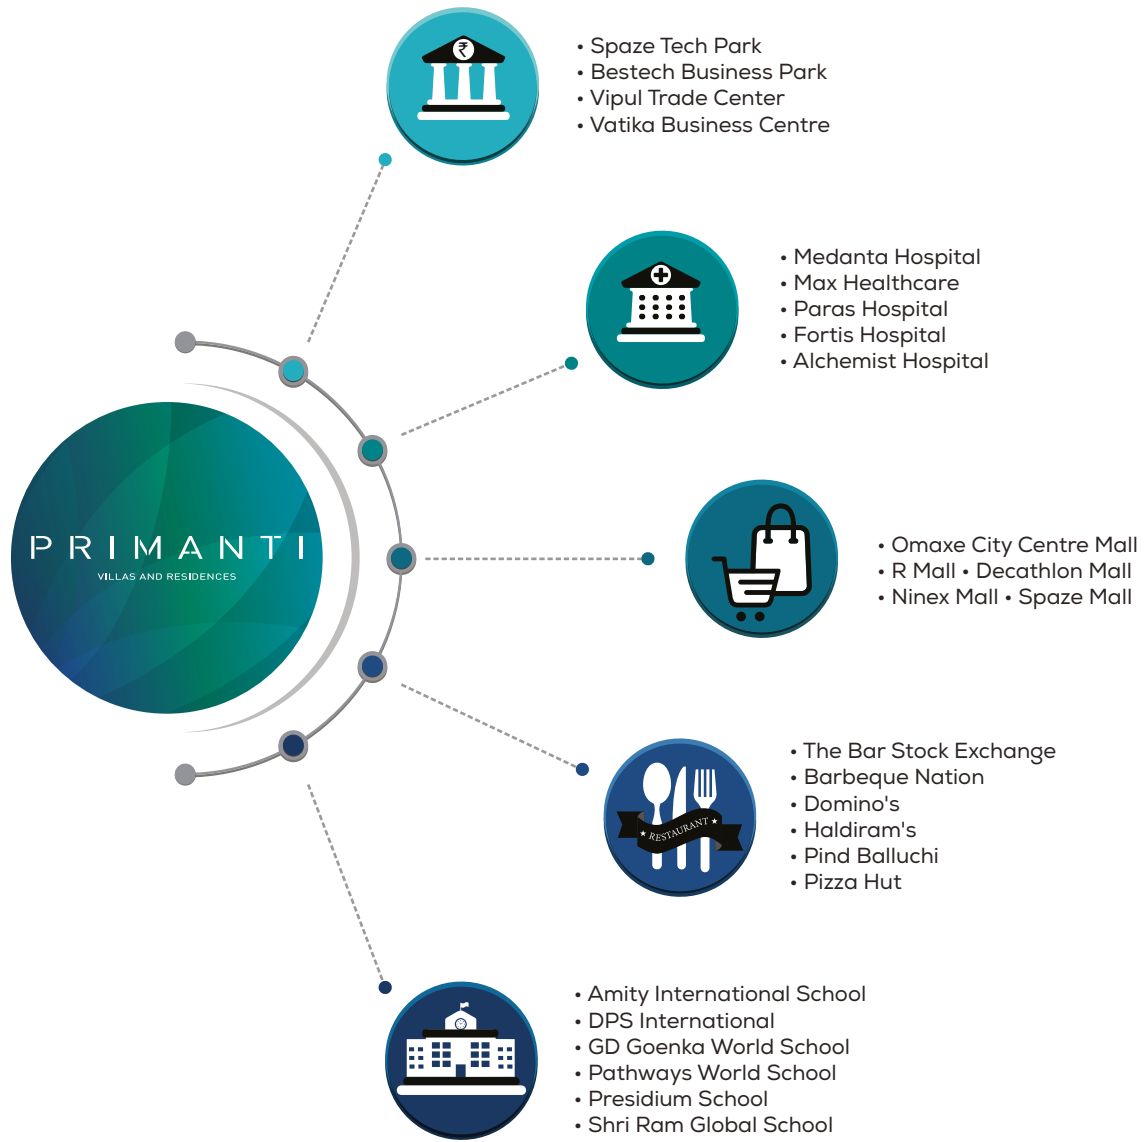 ₹
• Spaze Tech Park
• Bestech Business Park
• Vipul Trade Center
• Vatika Business Centre
• Medanta Hospital
• Max Healthcare
• Paras Hospital
• Fortis Hospital
• Alchemist Hospital
PRIMANTI
VILLAS AND RESIDENCES
• Omaxe City Centre Mall
• R Mall • Decathlon Mall
• Ninex Mall • Spaze Mall
RESTAURANT
• The Bar Stock Exchange
• Barbeque Nation
• Domino's
• Haldiram's
• Pind Balluchi
• Pizza Hut
• Amity International School
• DPS International
• GD Goenka World School
• Pathways World School
• Presidium School
• Shri Ram Global School